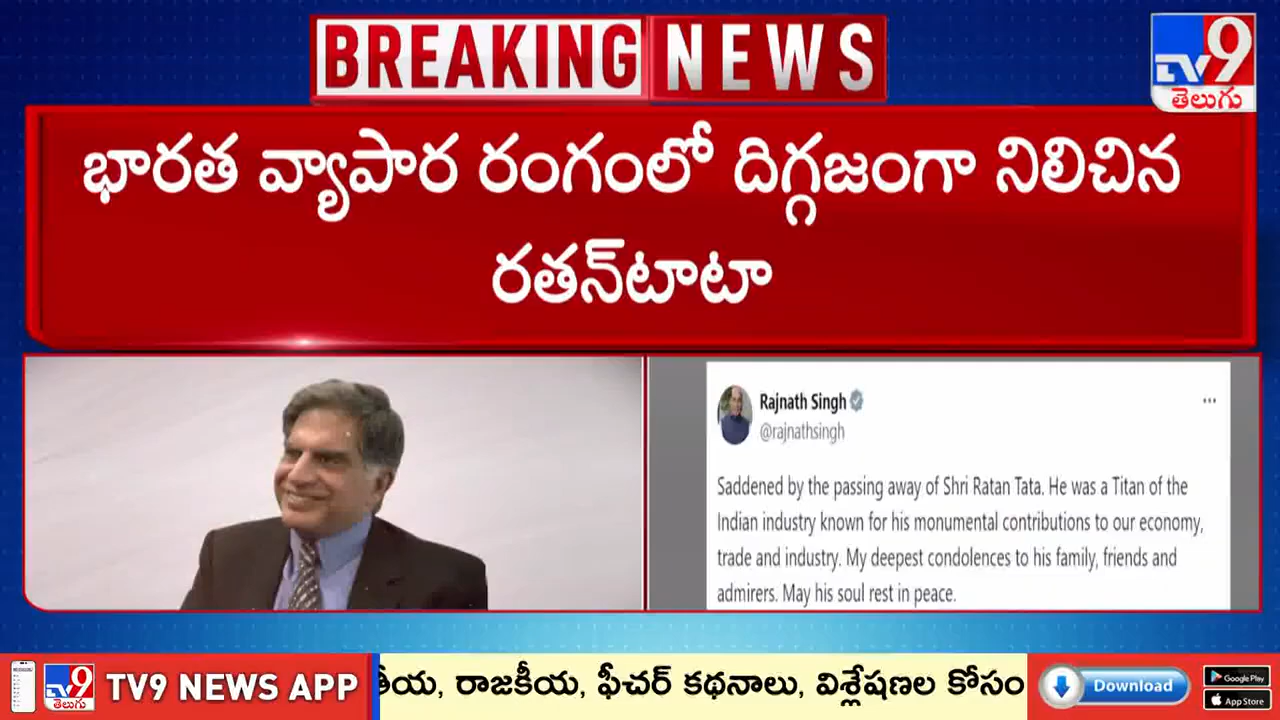 BREAKING NEWS
TV9
తెలుగు
భారత వ్యాపార రంగంలో దిగ్గజంగా నిలిచిన
రతన్‌టాటా
Rajnath Singh
@rajnathsingh
Saddened by the passing away of Shri Ratan Tata. He was a Titan of the
Indian industry known for his monumental contributions to our economy,
trade and industry. My deepest condolences to his family, friends and
admirers. May his soul rest in peace.
TV9
తెలుగు
TV9 NEWS APP
రాజకీయ, ఫీచర్ కథనాలు, విశ్లేషణల కోసం
Download
Google Play
App Store